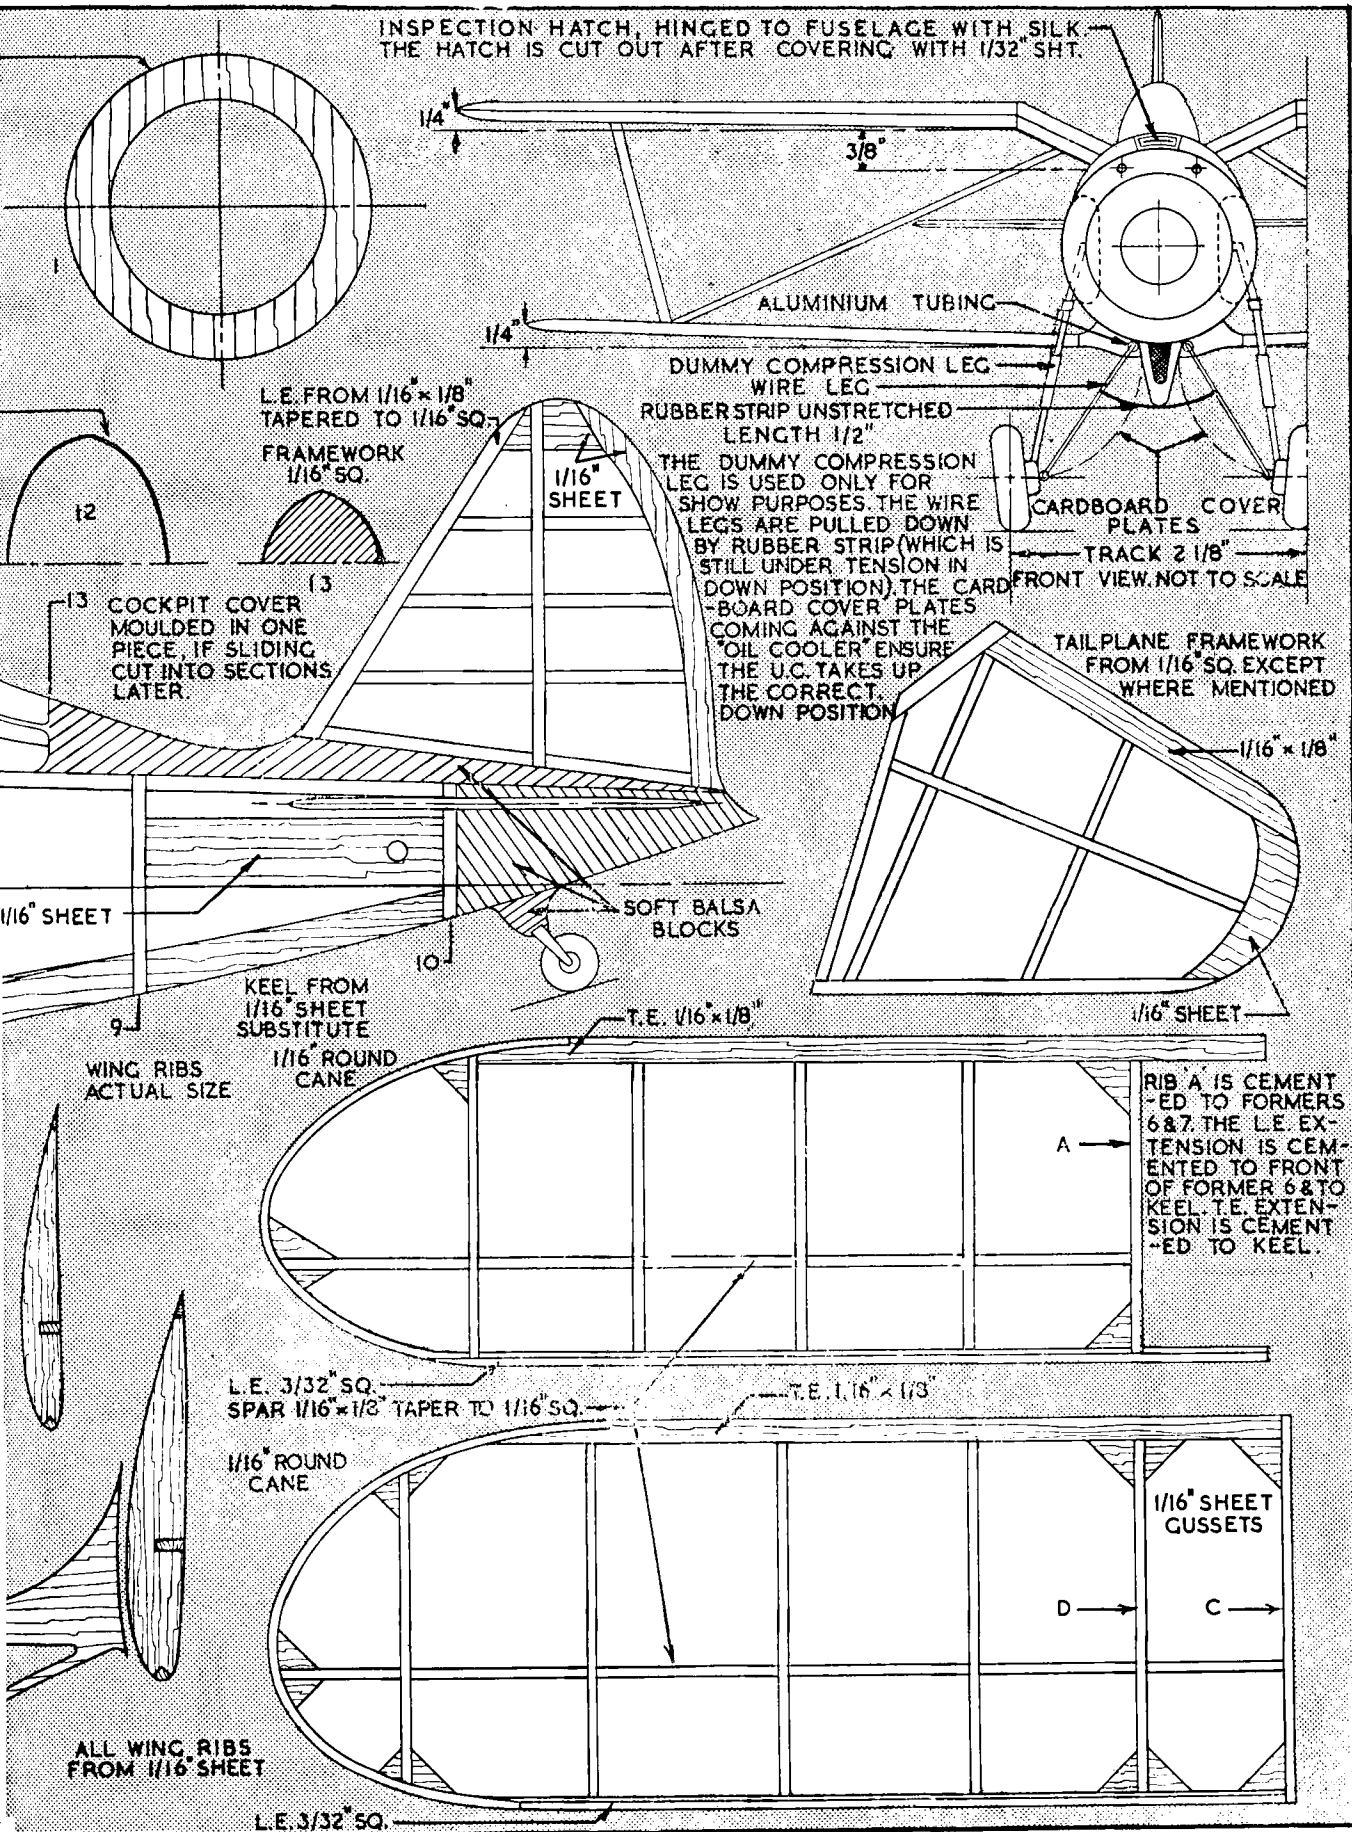 INSPECTION HATCH, HINGED TO FUSELAGE WITH SILK.
THE HATCH IS CUT OUT AFTER COVERING WITH 1/32" SHT.
1/4"
3/8"
1
ALUMINIUM TUBING
1/4"
DUMMY COMPRESSION LEG
WIRE LEG
RUBBER STRIP UNSTRETCHED
LENGTH 1/2"
L.E. FROM 1/16" × 1/8"
TAPERED TO 1/16" SQ.
FRAMEWORK
1/16" SQ.
1/16"
SHEET
THE DUMMY COMPRESSION
LEG IS USED ONLY FOR
SHOW PURPOSES. THE WIRE
LEGS ARE PULLED DOWN
BY RUBBER STRIP (WHICH IS
STILL UNDER TENSION IN
DOWN POSITION). THE CARD
-BOARD COVER PLATES
COMING AGAINST THE
"OIL COOLER" ENSURE
THE U.C. TAKES UP
THE CORRECT.
DOWN POSITION
CARDBOARD COVER
PLATES
TRACK 2 1/8"
FRONT VIEW. NOT TO SCALE
12
13
13
COCKPIT COVER
MOULDED IN ONE
PIECE, IF SLIDING
CUT INTO SECTIONS
LATER.
TAILPLANE FRAMEWORK
FROM 1/16" SQ. EXCEPT
WHERE MENTIONED
1/16" × 1/8"
1/16" SHEET
SOFT BALSA
BLOCKS
10
9
KEEL FROM
1/16" SHEET
SUBSTITUTE
1/16" SHEET
T.E. 1/16" × 1/8"
1/16" ROUND
CANE
WING RIBS
ACTUAL SIZE
A
RIB 'A' IS CEMENT
-ED TO FORMERS
6 & 7. THE L.E. EX-
TENSION IS CEM-
ENTED TO FRONT
OF FORMER 6 & TO
KEEL. T.E. EXTEN-
SION IS CEMENT
-ED TO KEEL.
L.E. 3/32" SQ.
SPAR 1/16" × 1/8" TAPER TO 1/16" SQ.
T.E. 1/16" × 1/8"
1/16" ROUND
CANE
1/16" SHEET
GUSSETS
D
C
ALL WING RIBS
FROM 1/16" SHEET
L.E. 3/32" SQ.